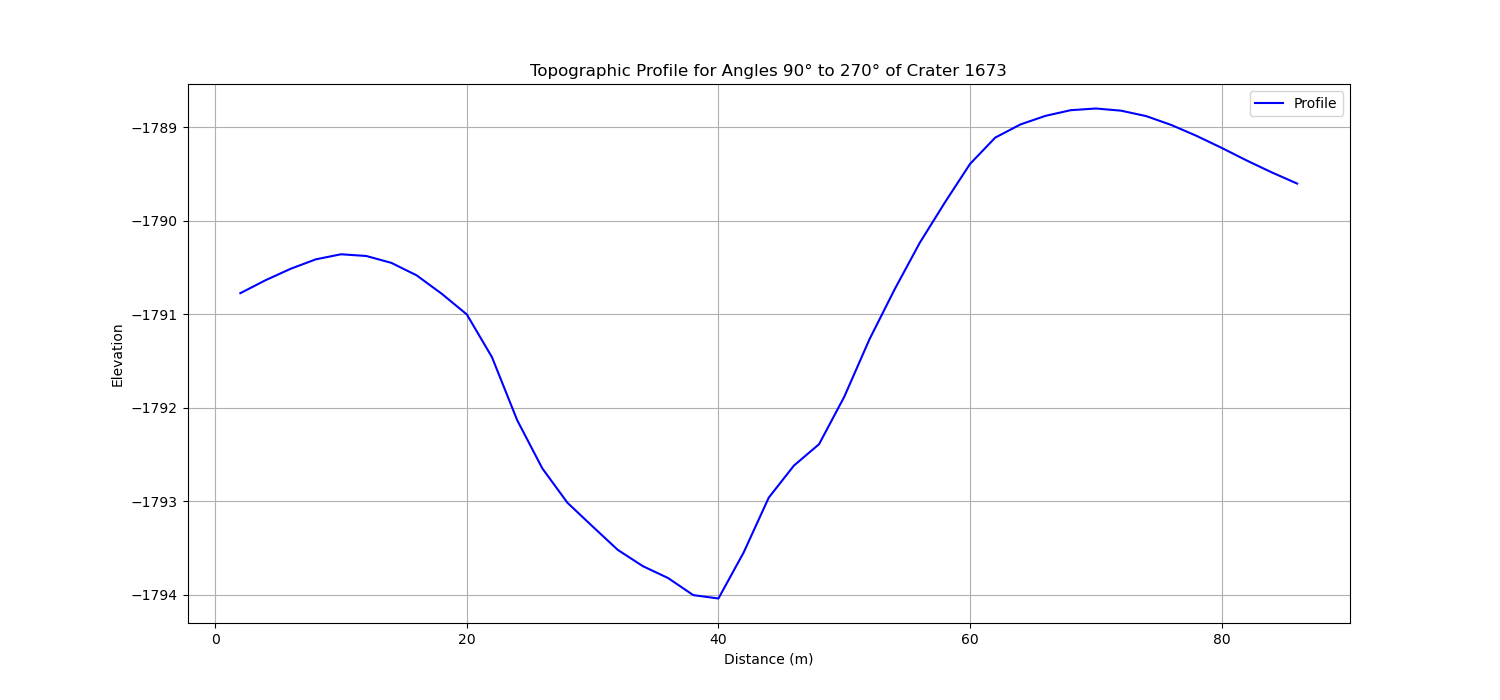 Topographic Profile for Angles 90° to 270° of Crater 1673
Profile
−1789
−1790
−1791
−1792
−1793
−1794
Elevation
0 20 40 60 80
Distance (m)